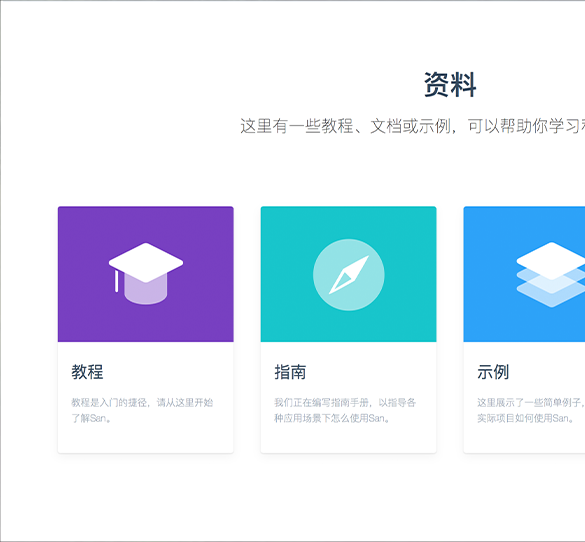 资料
这里有一些教程、文档或示例，可以帮助你学习
教程
教程是入门的捷径，请从这里开始
了解San。
指南
我们正在编写指南手册，以指导各
种应用场景下怎么使用San。
示例
这里展示了一些简单例子，
实际项目如何使用San。